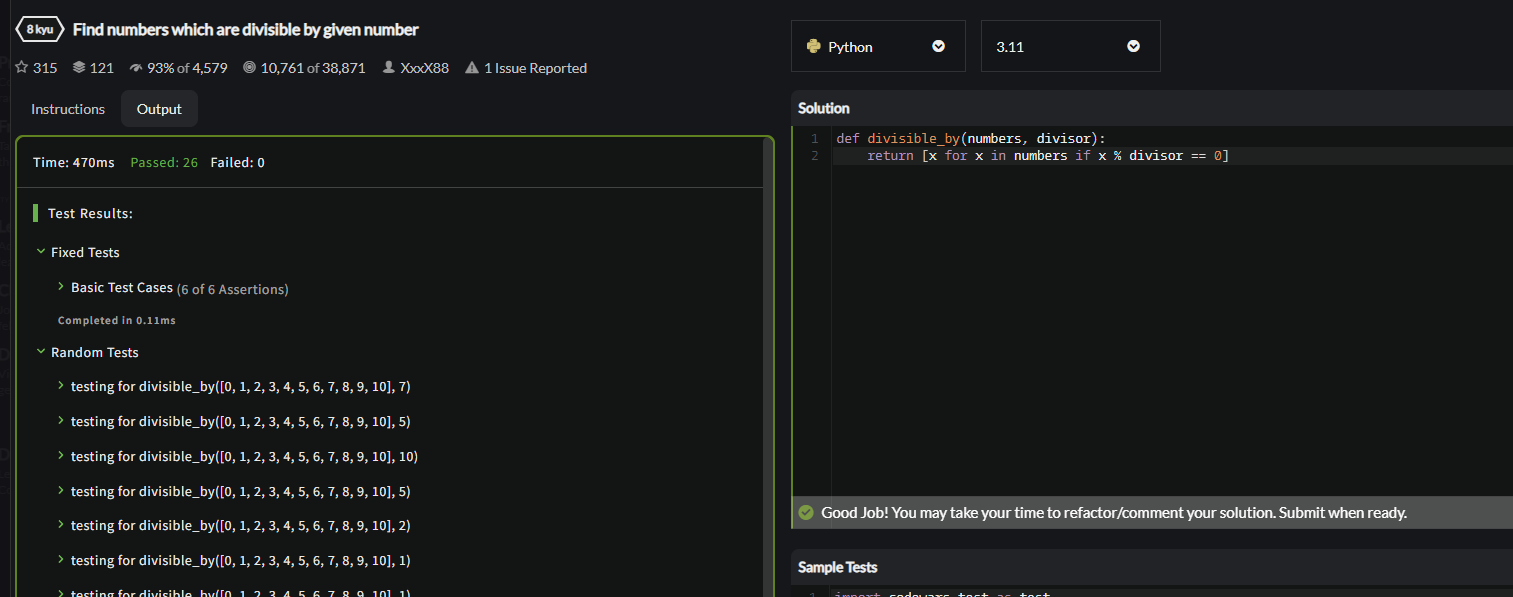 8 kyu Find numbers which are divisible by given number
315 121 93% of 4,579 10,761 of 38,871 XxxX88 1 Issue Reported
Instructions Output
Time: 470ms Passed: 26 Failed: 0
Test Results:
Fixed Tests
Basic Test Cases (6 of 6 Assertions)
Completed in 0.11ms
Random Tests
testing for divisible_by([0, 1, 2, 3, 4, 5, 6, 7, 8, 9, 10], 7)
testing for divisible_by([0, 1, 2, 3, 4, 5, 6, 7, 8, 9, 10], 5)
testing for divisible_by([0, 1, 2, 3, 4, 5, 6, 7, 8, 9, 10], 10)
testing for divisible_by([0, 1, 2, 3, 4, 5, 6, 7, 8, 9, 10], 5)
testing for divisible_by([0, 1, 2, 3, 4, 5, 6, 7, 8, 9, 10], 2)
testing for divisible_by([0, 1, 2, 3, 4, 5, 6, 7, 8, 9, 10], 1)
testing for divisible_by([0, 1, 2, 3, 4, 5, 6, 7, 8, 9, 10], 1)
Python 3.11
Solution
1 def divisible_by(numbers, divisor):
2 return [x for x in numbers if x % divisor == 0]
Good Job! You may take your time to refactor/comment your solution. Submit when ready.
Sample Tests
1 import codewars_test as test